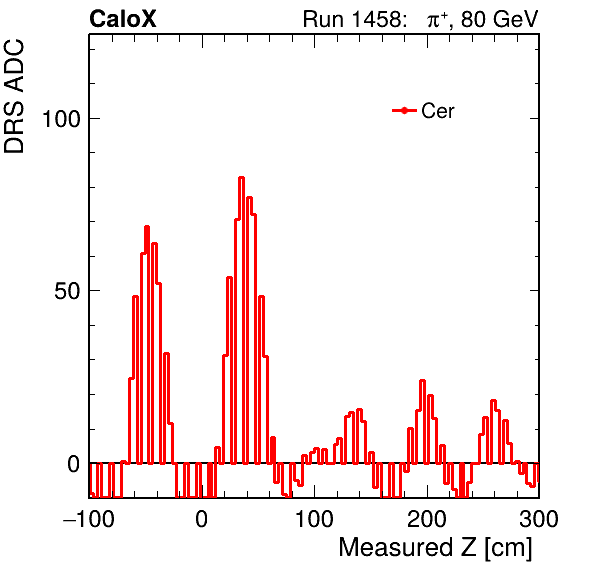 CaloX Run 1458: π+, 80 GeV
DRS ADC
Cer
100
50
0
−100 0 100 200 300
Measured Z [cm]